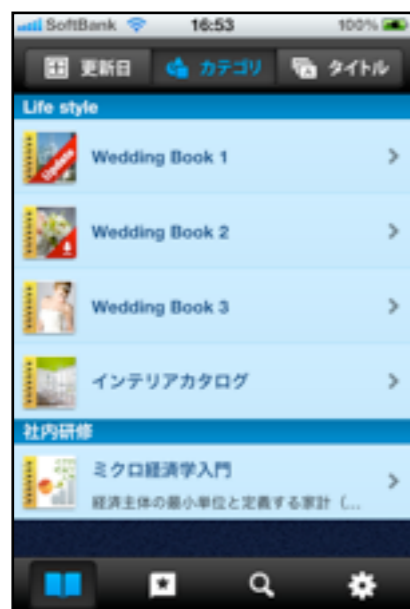 SoftBank 16:53 100%
更新日 カテゴリ タイトル
Life style
Update
Wedding Book 1
Wedding Book 2
Wedding Book 3
インテリアカタログ
社内研修
ミクロ経済学入門
経済主体の最小単位と定義する家計（...